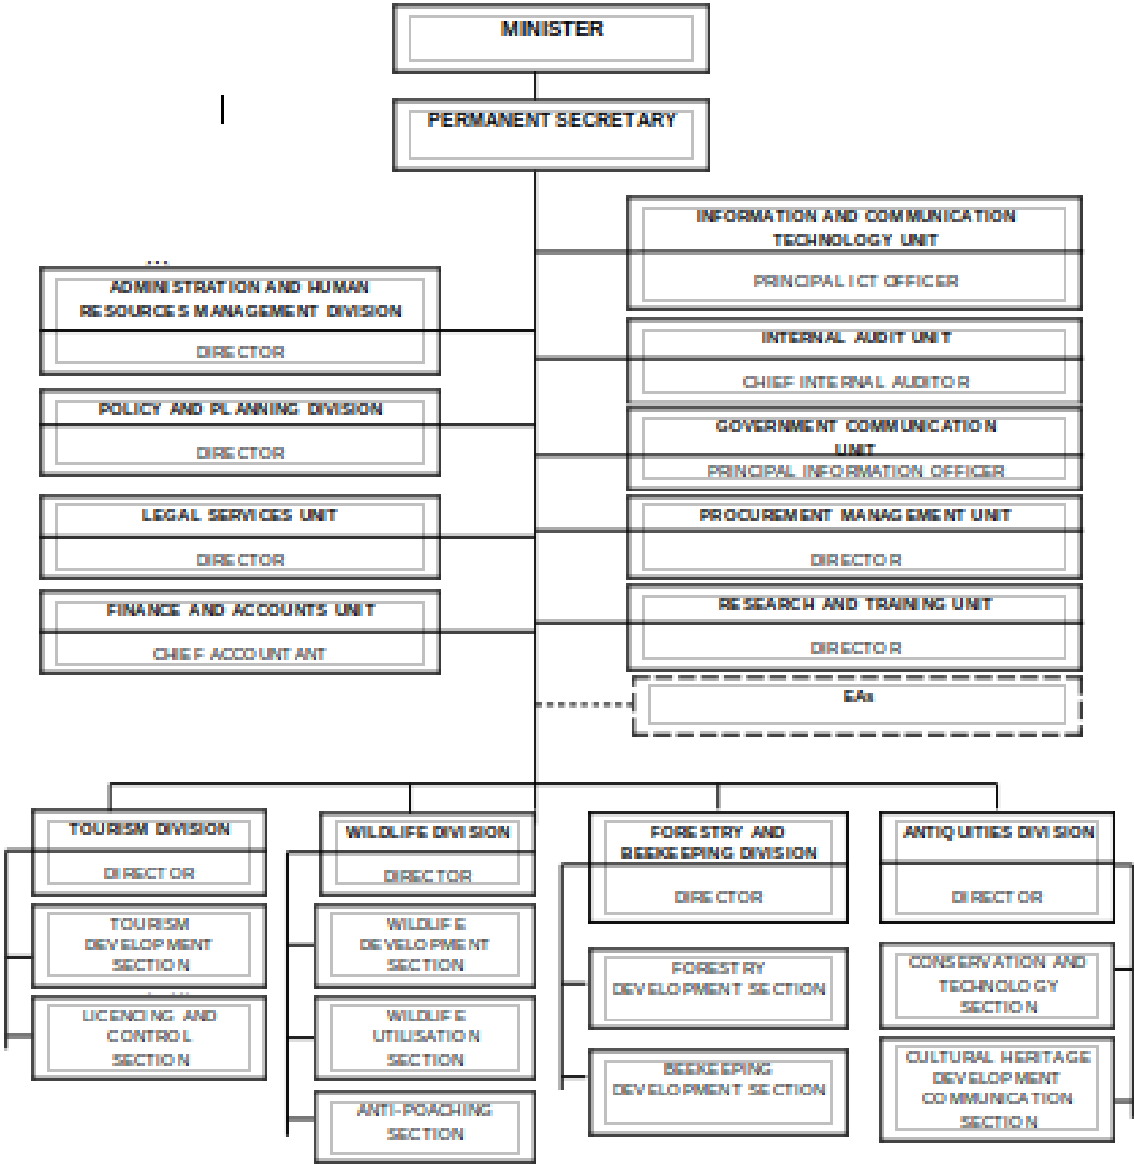 MINISTER
PERMANENT SECRETARY
INFORMATION AND COMMUNICATION
TECHNOLOGY UNIT
PRINCIPAL ICT OFFICER
...
ADMINISTRATION AND HUMAN
RESOURCES MANAGEMENT DIVISION
DIRECTOR
INTERNAL AUDIT UNIT
CHIEF INTERNAL AUDITOR
POLICY AND PLANNING DIVISION
DIRECTOR
GOVERNMENT COMMUNICATION
UNIT
PRINCIPAL INFORMATION OFFICER
LEGAL SERVICES UNIT
DIRECTOR
PROCUREMENT MANAGEMENT UNIT
DIRECTOR
FINANCE AND ACCOUNTS UNIT
CHIEF ACCOUNTANT
RESEARCH AND TRAINING UNIT
DIRECTOR
EAs
TOURISM DIVISION
DIRECTOR
TOURISM
DEVELOPMENT
SECTION
LICENCING AND
CONTROL
SECTION
WILDLIFE DIVISION
DIRECTOR
WILDLIFE
DEVELOPMENT
SECTION
WILDLIFE
UTILISATION
SECTION
ANTI-POACHING
SECTION
FORESTRY AND
BEEKEEPING DIVISION
DIRECTOR
FORESTRY
DEVELOPMENT SECTION
BEEKEEPING
DEVELOPMENT SECTION
ANTIQUITIES DIVISION
DIRECTOR
CONSERVATION AND
TECHNOLOGY
SECTION
CULTURAL HERITAGE
DEVELOPMENT
COMMUNICATION
SECTION